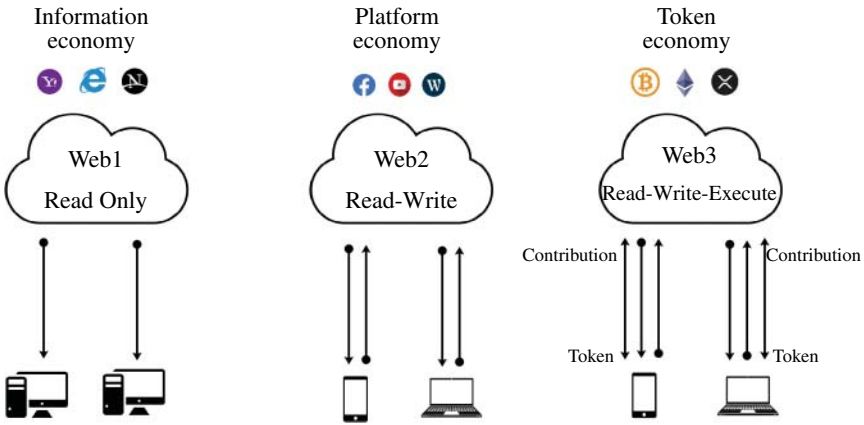 Information
economy
Platform
economy
Token
economy
Y!
e
N
f
W
Web1
Read Only
Web2
Read-Write
Web3
Read-Write-Execute
Contribution
Contribution
Token
Token